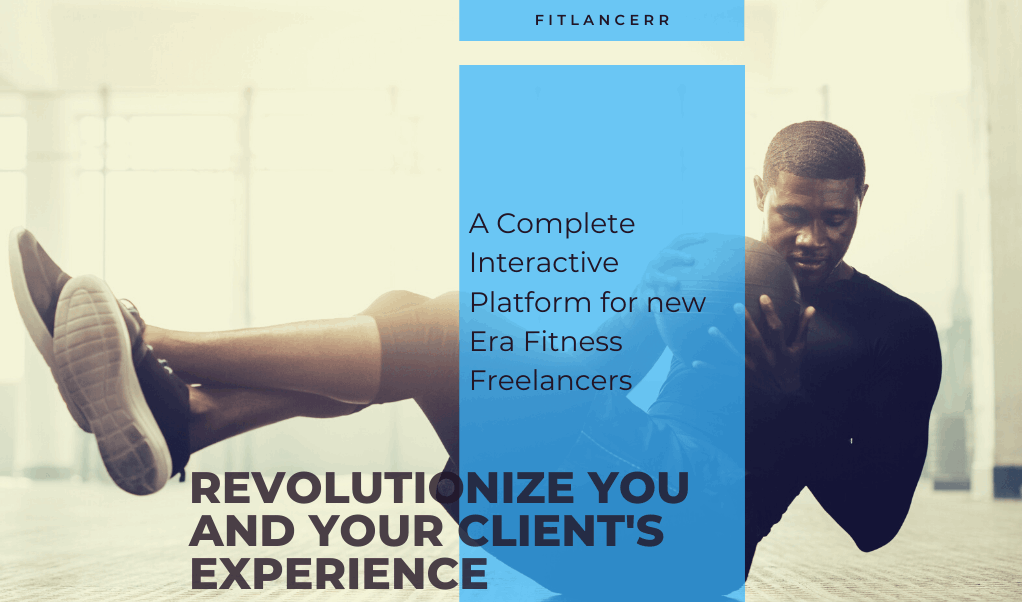 FITLANCERR
A Complete
Interactive
Platform for new
Era Fitness
Freelancers
REVOLUTIONIZE YOU
AND YOUR CLIENT'S
EXPERIENCE